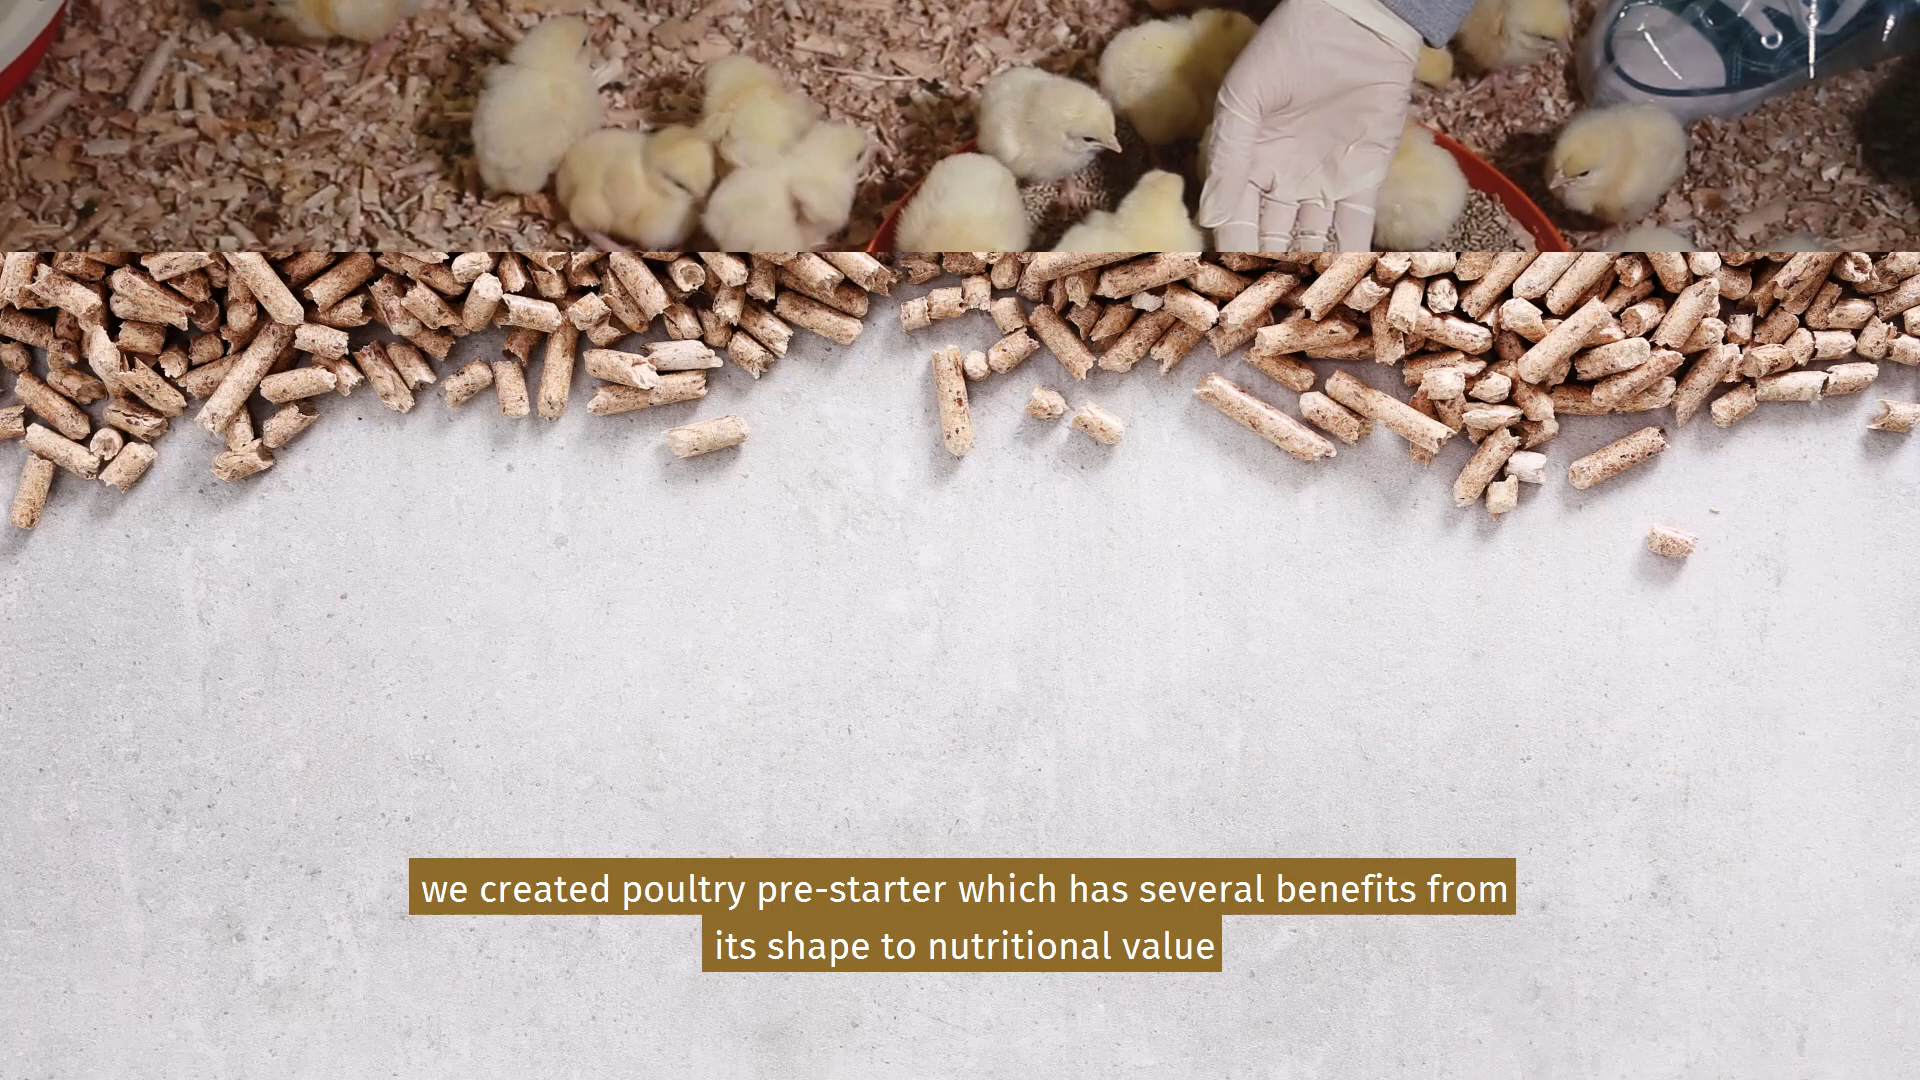 we created poultry pre-starter which has several benefits from
its shape to nutritional value